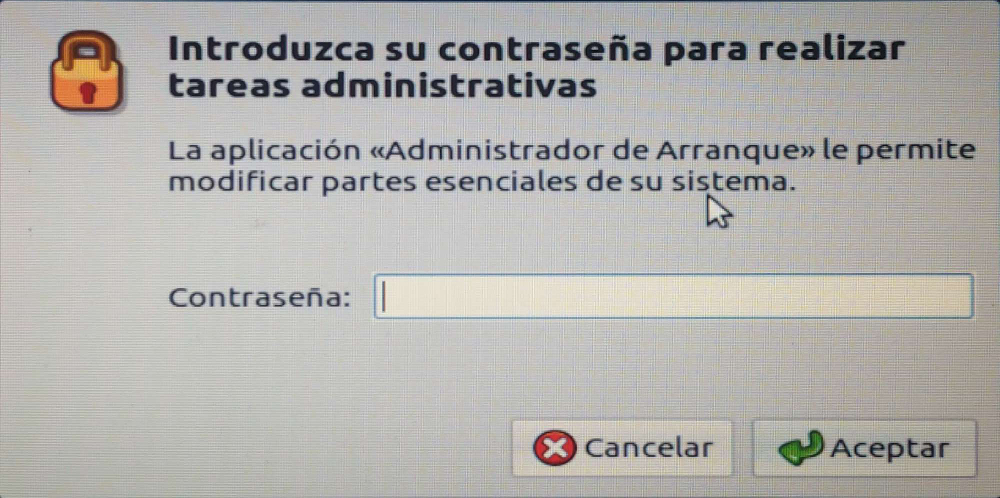 Introduzca su contraseña para realizar
tareas administrativas
La aplicación «Administrador de Arranque» le permite
modificar partes esenciales de su sistema.
Contraseña:
Cancelar
Aceptar